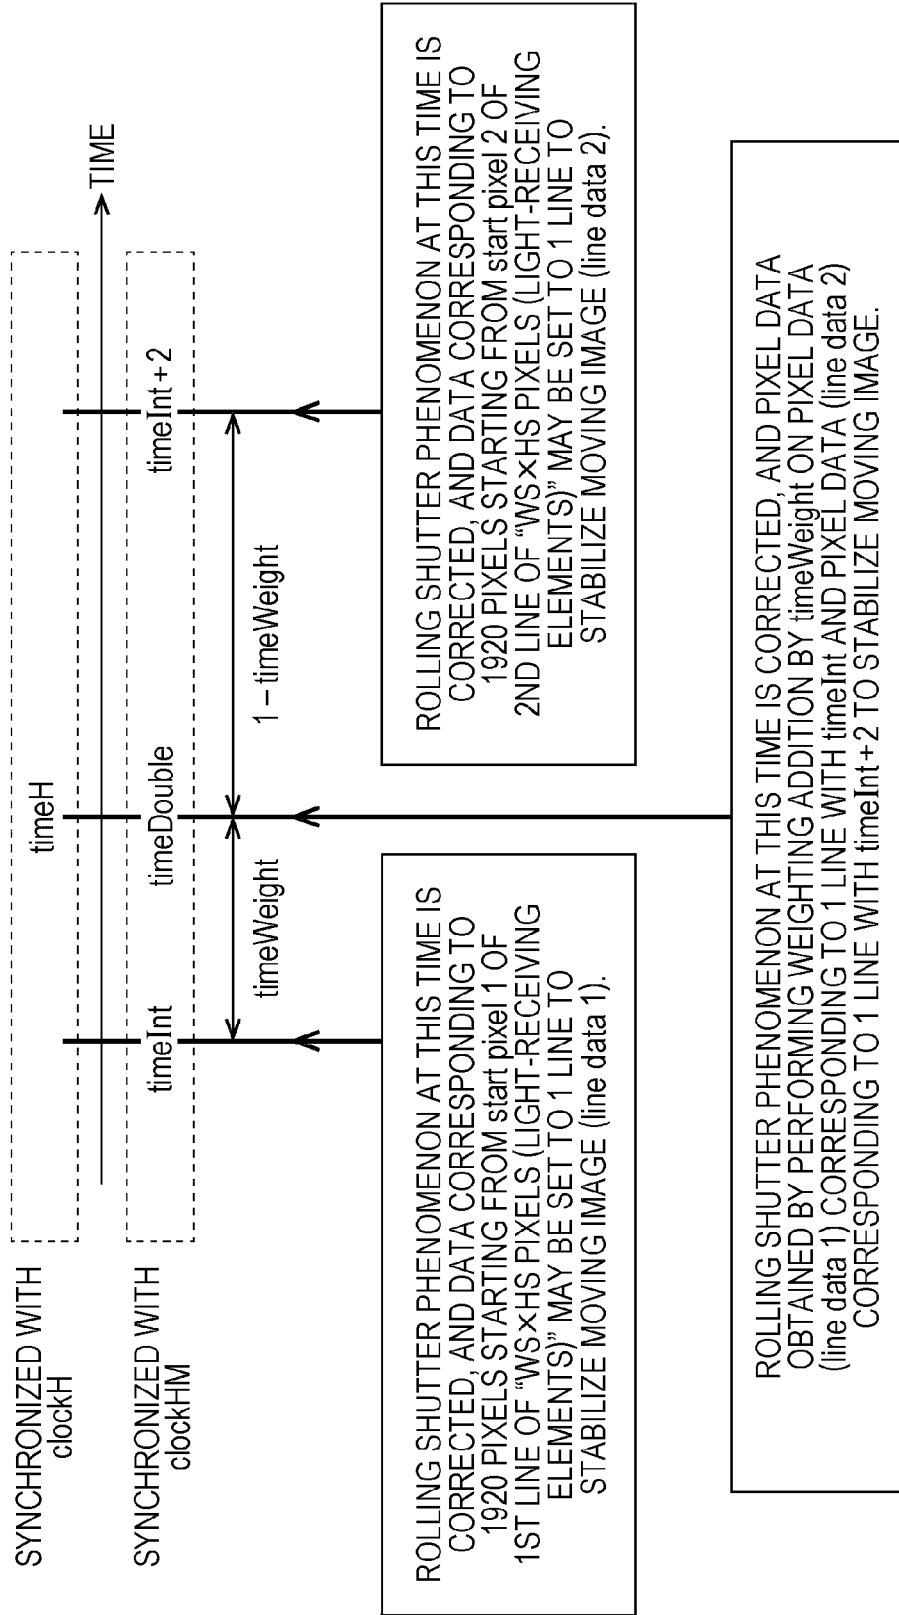 SYNCHRONIZED WITH
clockH
timeH
TIME
SYNCHRONIZED WITH
clockHM
timeInt
timeDouble
timeInt+2
timeWeight
1 – timeWeight
ROLLING SHUTTER PHENOMENON AT THIS TIME IS
CORRECTED, AND DATA CORRESPONDING TO
1920 PIXELS STARTING FROM start pixel 1 OF
1ST LINE OF “WS×HS PIXELS (LIGHT-RECEIVING
ELEMENTS)” MAY BE SET TO 1 LINE TO
STABILIZE MOVING IMAGE (line data 1).
ROLLING SHUTTER PHENOMENON AT THIS TIME IS
CORRECTED, AND DATA CORRESPONDING TO
1920 PIXELS STARTING FROM start pixel 2 OF
2ND LINE OF “WS×HS PIXELS (LIGHT-RECEIVING
ELEMENTS)” MAY BE SET TO 1 LINE TO
STABILIZE MOVING IMAGE (line data 2).
ROLLING SHUTTER PHENOMENON AT THIS TIME IS CORRECTED, AND PIXEL DATA
OBTAINED BY PERFORMING WEIGHTING ADDITION BY timeWeight ON PIXEL DATA
(line data 1) CORRESPONDING TO 1 LINE WITH timeInt AND PIXEL DATA (line data 2)
CORRESPONDING TO 1 LINE WITH timeInt+2 TO STABILIZE MOVING IMAGE.